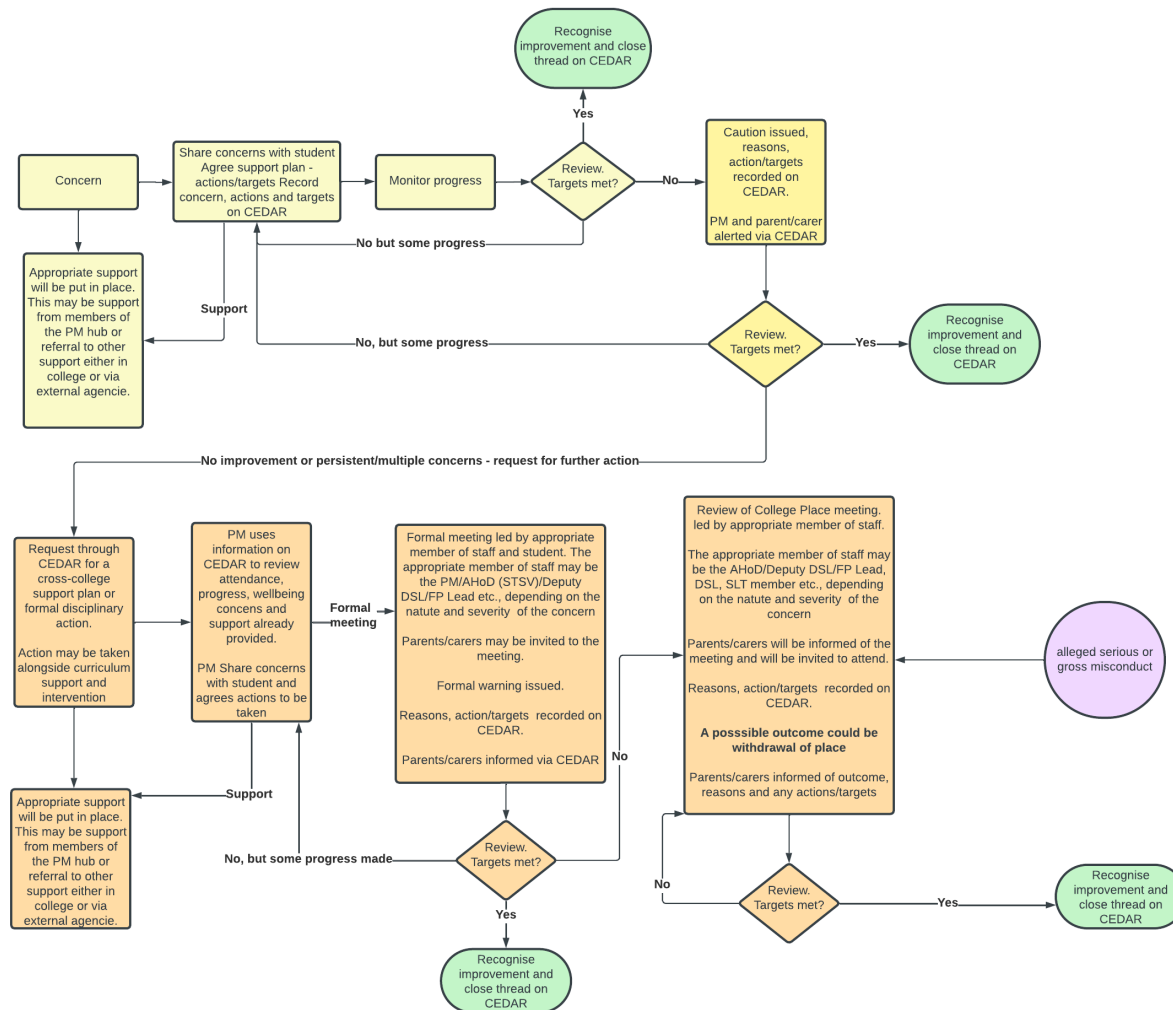 Recognise
improvement and close
thread on CEDAR
Yes
Concern
Share concerns with student
Agree support plan -
actions/targets Record
concern, actions and targets
on CEDAR
Monitor progress
Review.
Targets met?
No
Caution issued,
reasons,
action/targets
recorded on
CEDAR.
PM and parent/carer
alerted via CEDAR
No but some progress
Appropriate support
will be put in place.
This may be support
from members of
the PM hub or
referral to other
support either in
college or via
external agencie.
Support
No, but some progress
Review.
Targets met?
Yes
Recognise
improvement and
close thread on
CEDAR
No improvement or persistent/multiple concerns - request for further action
Request through
CEDAR for a
cross-college
support plan or
formal disciplinary
action.
Action may be taken
alongside curriculum
support and
intervention
PM uses
information on
CEDAR to review
attendance,
progress, wellbeing
concens and
support already
provided.
PM Share concerns
with student and
agrees actions to be
taken
Formal
meeting
Formal meeting led by appropriate
member of staff and student. The
appropriate member of staff may be
the PM/AHoD (STSV)/Deputy
DSL/FP Lead etc., depending on the
natute and severity of the concern
Parents/carers may be invited to the
meeting.
Formal warning issued.
Reasons, action/targets recorded on
CEDAR.
Parents/carers informed via CEDAR
No
Review of College Place meeting.
led by appropriate member of staff.
The appropriate member of staff may
be the AHoD/Deputy DSL/FP Lead,
DSL, SLT member etc., depending
on the natute and severity of the
concern
Parents/carers will be informed of the
meeting and will be invited to attend.
Reasons, action/targets recorded on
CEDAR.
A posssible outcome could be
withdrawal of place
Parents/carers informed of outcome,
reasons and any actions/targets
alleged serious or
gross misconduct
Support
Appropriate support
will be put in place.
This may be support
from members of
the PM hub or
referral to other
support either in
college or via
external agencie.
No, but some progress made
Review.
Targets met?
Yes
Recognise
improvement and
close thread on
CEDAR
No
Review.
Targets met?
Yes
Recognise
improvement and
close thread on
CEDAR